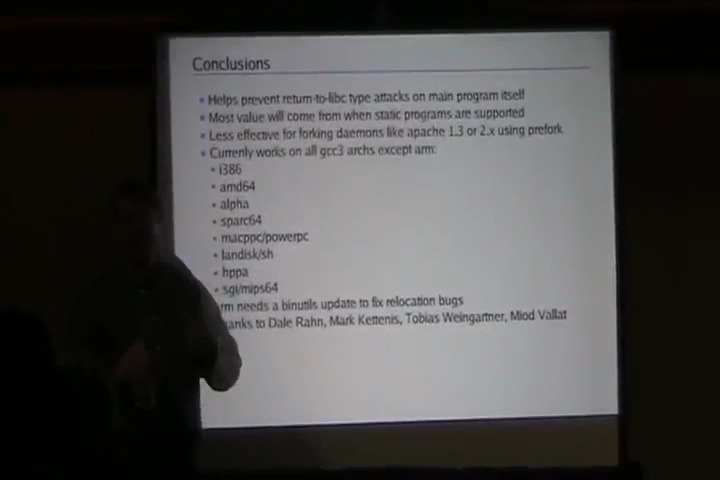 Conclusions
Helps prevent return-to-libc type attacks on main program itself
Most value will come from when static programs are supported
Less effective for forking daemons like apache 1.3 or 2.x using prefork
Currently works on all gcc3 archs except arm:
i386
amd64
alpha
sparc64
macppc/powerpc
landisk/sh
hppa
sgi/mips64
rm needs a binutils update to fix relocation bugs
anks to Dale Rahn, Mark Kettenis, Tobias Weingartner, Miod Vallat